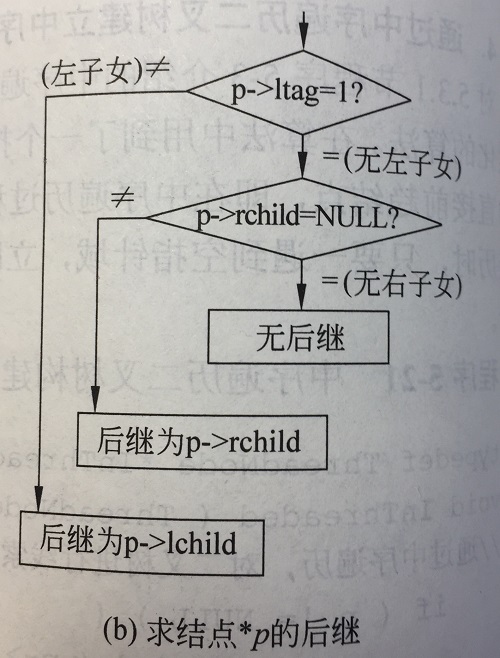 p->ltag=1?
(左子女)≠
=(无左子女)
p->rchild=NULL?
≠
=(无右子女)
无后继
后继为p->rchild
后继为p->lchild
(b) 求结点*p的后继